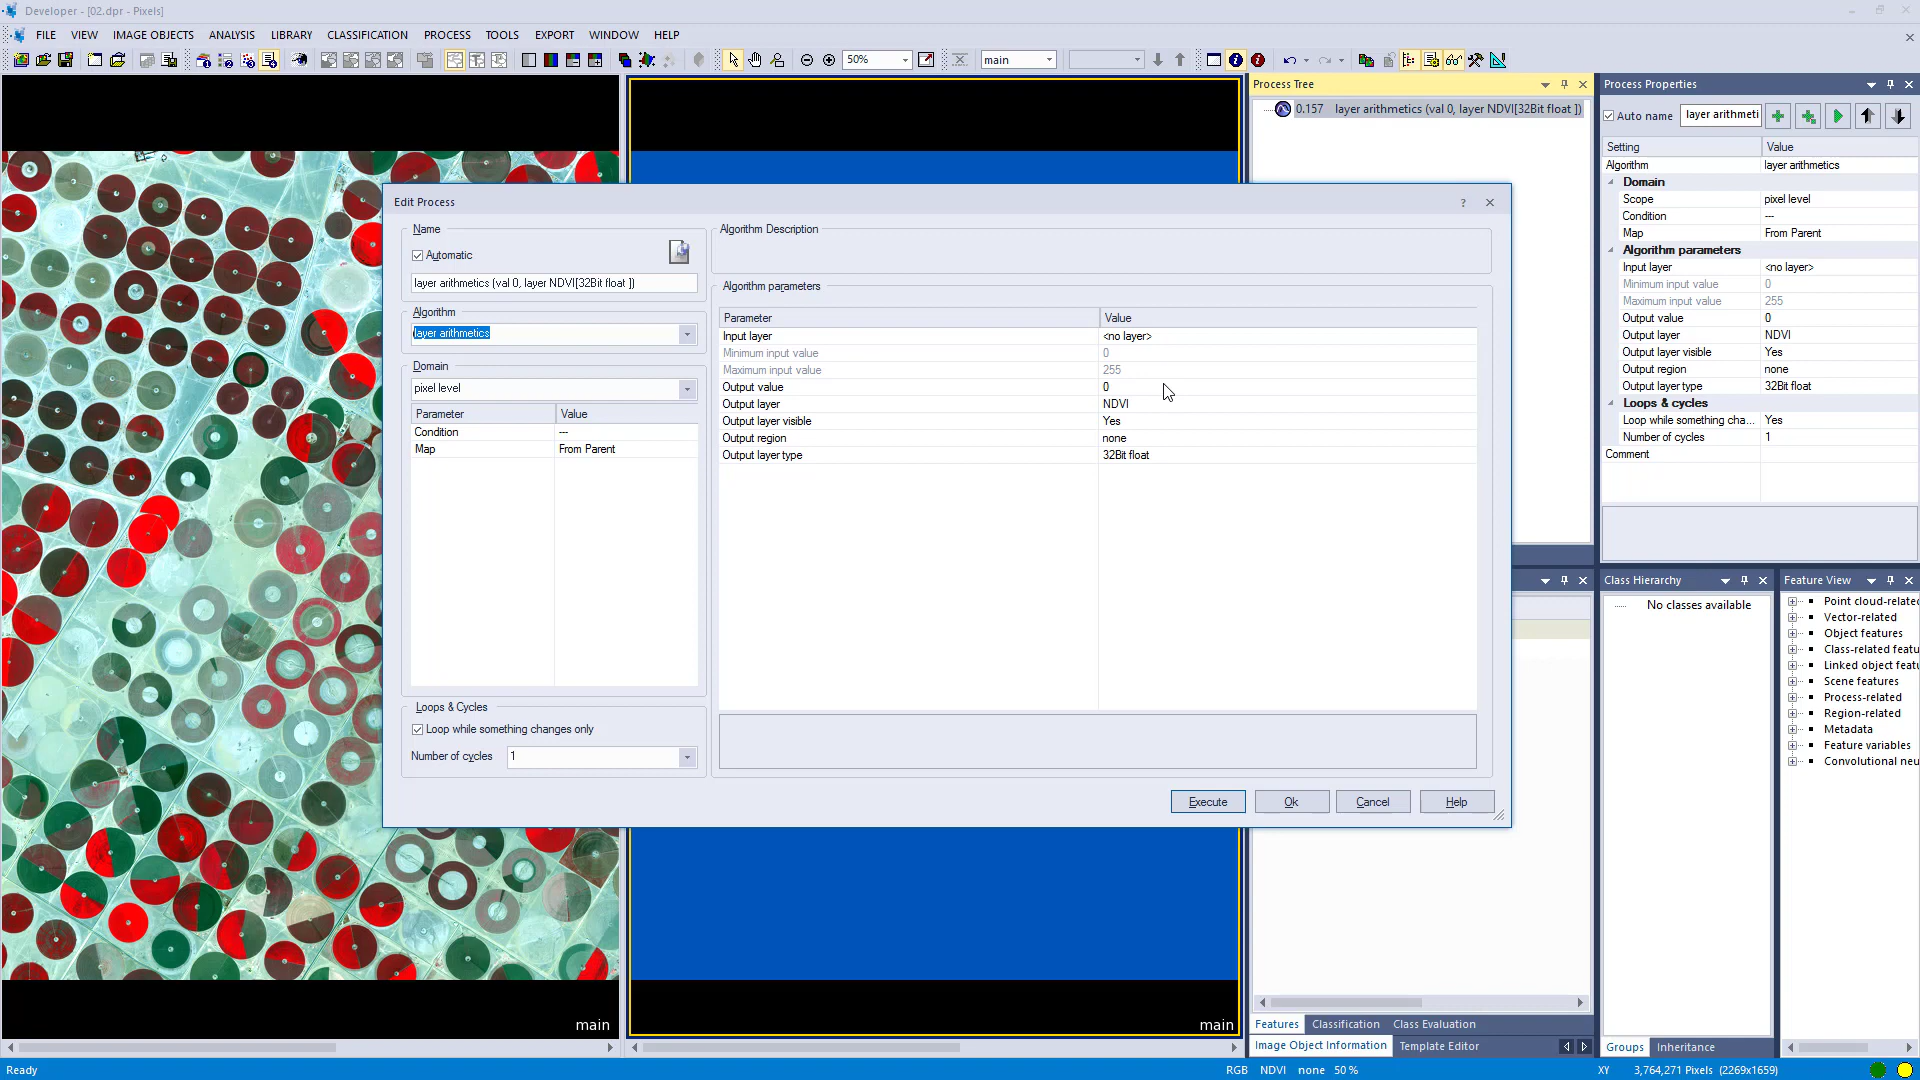 Developer - [02.dpr - Pixels]
FILE VIEW IMAGE OBJECTS ANALYSIS LIBRARY CLASSIFICATION PROCESS TOOLS EXPORT WINDOW HELP
50% main
Process Tree
0.157 layer arithmetics (val 0, layer NDVI[32Bit float ])
Process Properties
Auto name layer arithmeti
Setting Value
Algorithm layer arithmetics
Domain
Scope pixel level
Condition ---
Map From Parent
Algorithm parameters
Input layer <no layer>
Minimum input value 0
Maximum input value 255
Output value 0
Output layer NDVI
Output layer visible Yes
Output region none
Output layer type 32Bit float
Loops & cycles
Loop while something cha... Yes
Number of cycles 1
Comment
Edit Process
Name
Automatic
layer arithmetics (val 0, layer NDVI[32Bit float ])
Algorithm
layer arithmetics
Domain
pixel level
Parameter Value
Condition ---
Map From Parent
Loops & Cycles
Loop while something changes only
Number of cycles 1
Algorithm Description
Algorithm parameters
Parameter Value
Input layer <no layer>
Minimum input value 0
Maximum input value 255
Output value 0
Output layer NDVI
Output layer visible Yes
Output region none
Output layer type 32Bit float
Execute Ok Cancel Help
Class Hierarchy
No classes available
Groups Inheritance
Feature View
Point cloud-related
Vector-related
Object features
Class-related featu
Linked object feat
Scene features
Process-related
Region-related
Metadata
Feature variables
Convolutional neu
main
main
Features Classification Class Evaluation
Image Object Information Template Editor
Ready
RGB NDVI none 50 %
XY 3,764,271 Pixels (2269x1659)